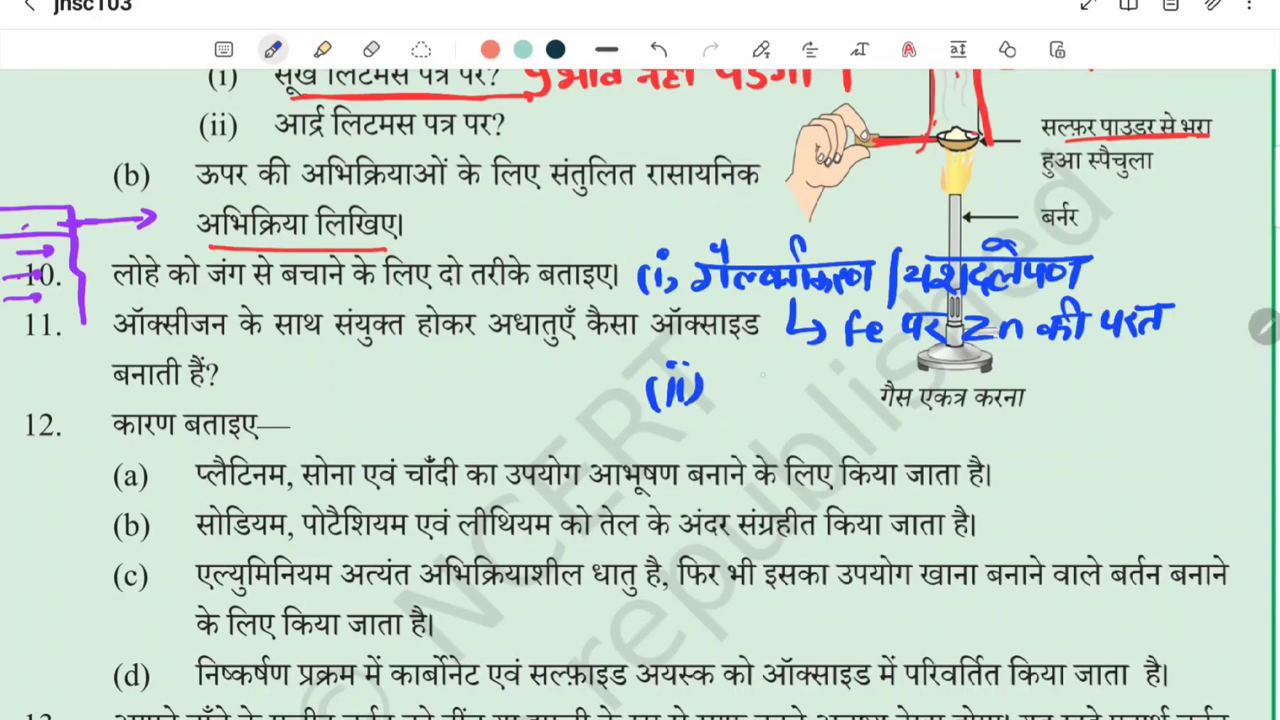 jhsc103
(i) सूखे लिटमस पत्र पर? प्रभाव नहीं पड़ेगा ।
(ii) आर्द्र लिटमस पत्र पर?
सल्फ़र पाउडर से भरा
हुआ स्पैचुला
(b) ऊपर की अभिक्रियाओं के लिए संतुलित रासायनिक
अभिक्रिया लिखिए।
बर्नर
10. लोहे को जंग से बचाने के लिए दो तरीके बताइए। (i) गैल्वनीकरण / यशदलेपण
11. ऑक्सीजन के साथ संयुक्त होकर अधातुएँ कैसा ऑक्साइड
↳ fe पर Zn की परत
बनाती हैं?
(ii)
गैस एकत्र करना
12. कारण बताइए—
(a) प्लैटिनम, सोना एवं चाँदी का उपयोग आभूषण बनाने के लिए किया जाता है।
(b) सोडियम, पोटैशियम एवं लीथियम को तेल के अंदर संग्रहीत किया जाता है।
(c) एल्युमिनियम अत्यंत अभिक्रियाशील धातु है, फिर भी इसका उपयोग खाना बनाने वाले बर्तन बनाने
के लिए किया जाता है।
(d) निष्कर्षण प्रक्रम में कार्बोनेट एवं सल्फ़ाइड अयस्क को ऑक्साइड में परिवर्तित किया जाता है।
© NCERT
republished